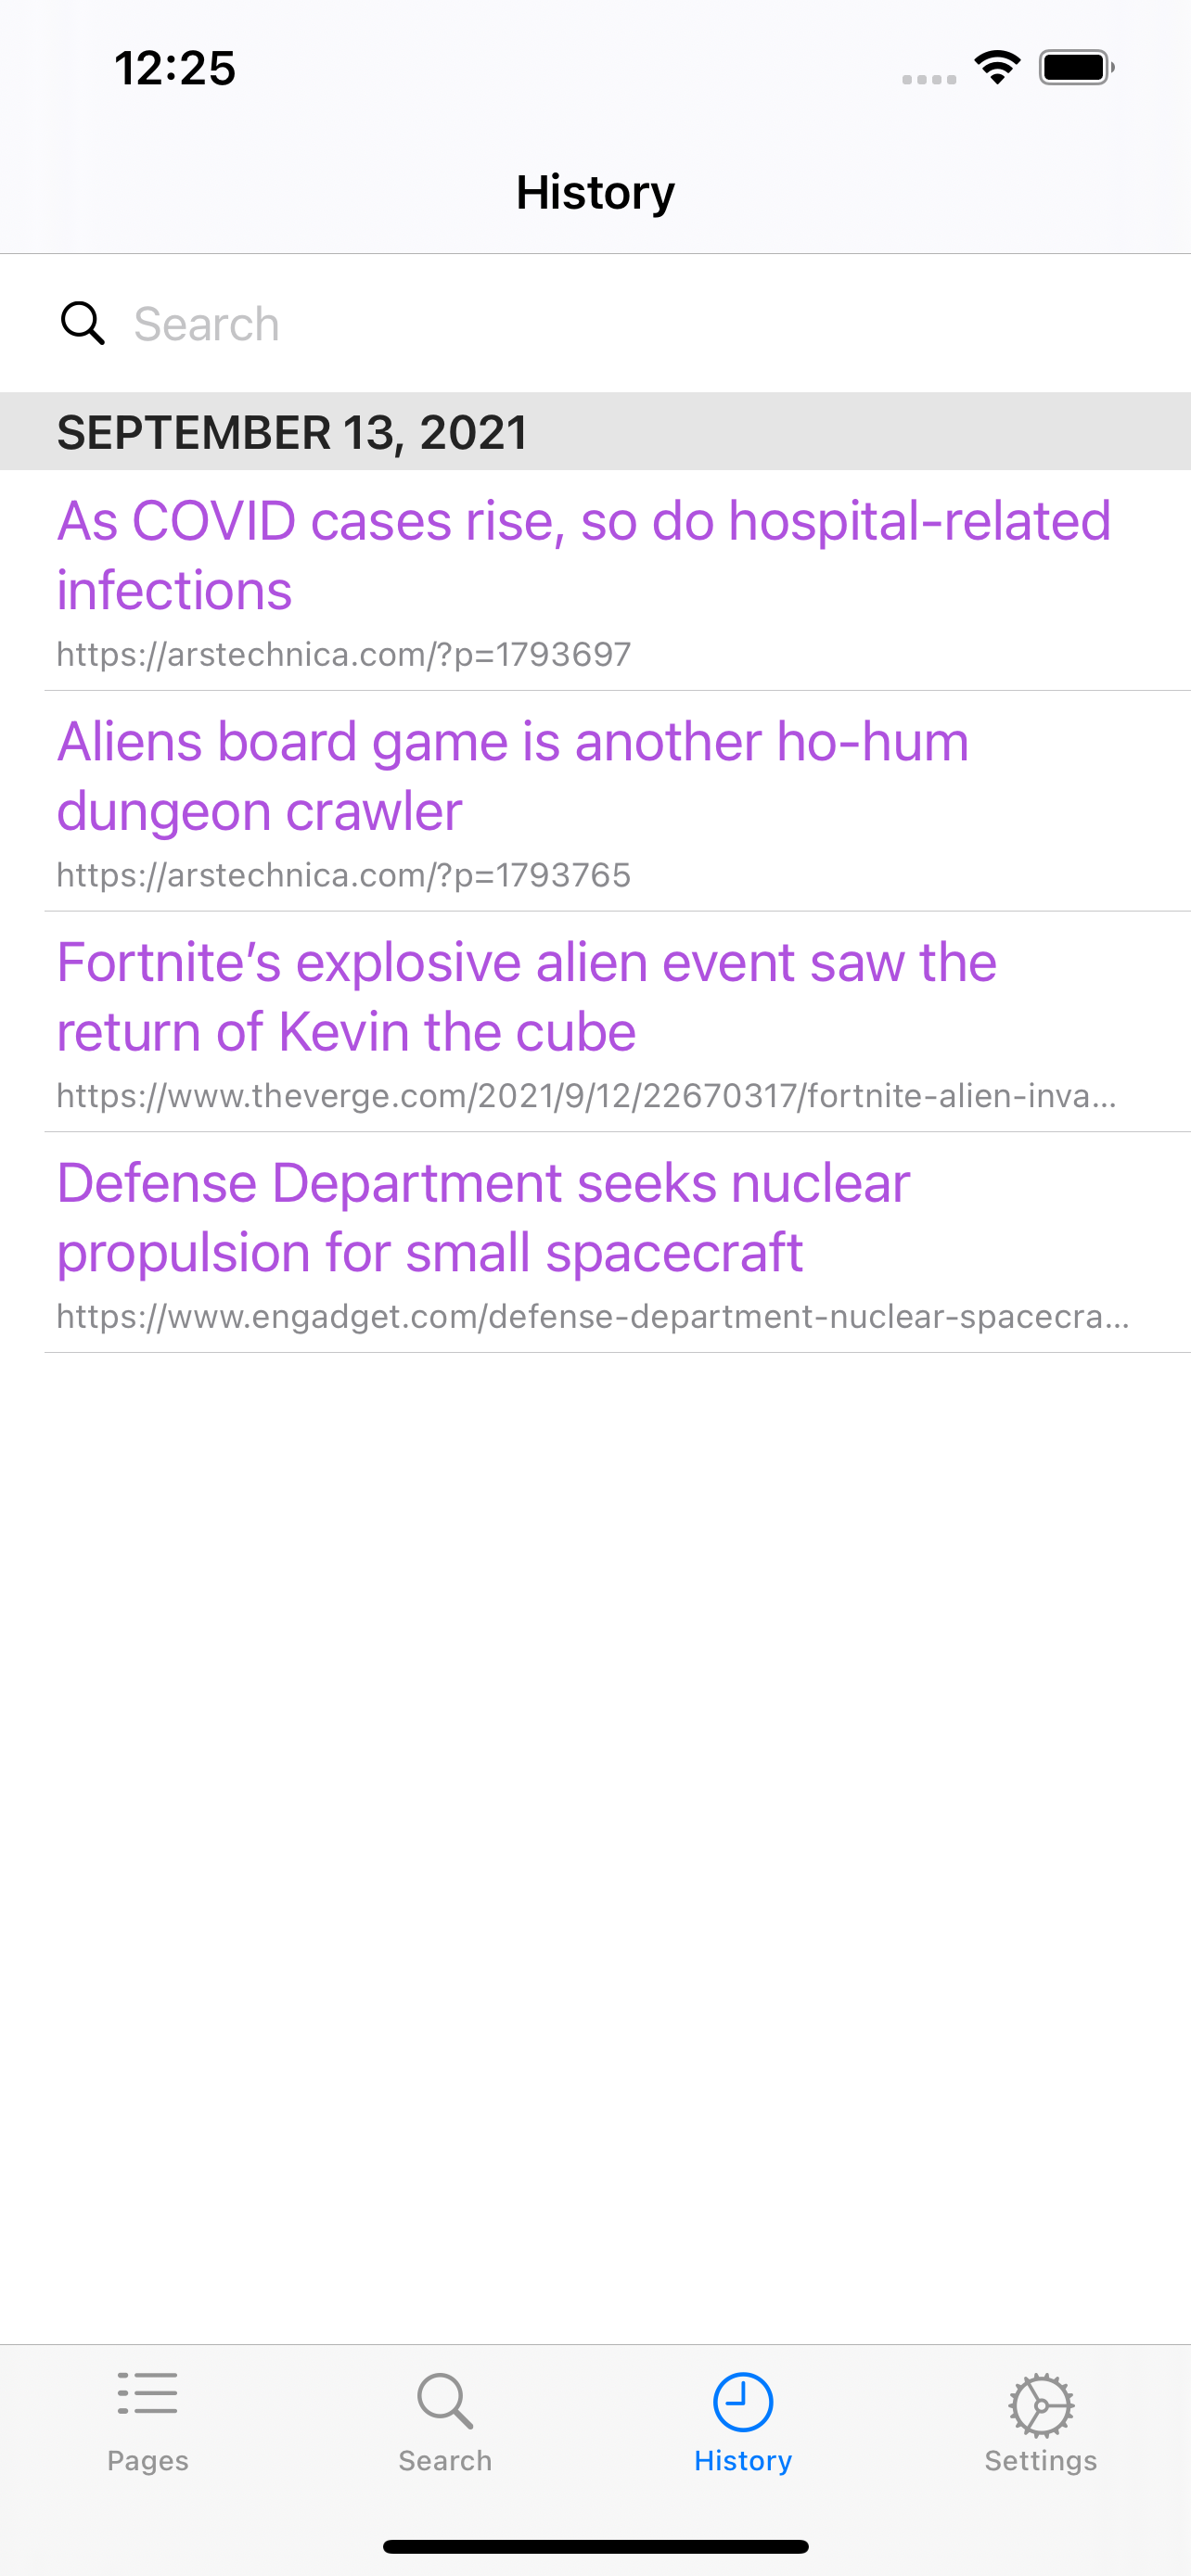 12:25
History
Search
SEPTEMBER 13, 2021
As COVID cases rise, so do hospital-related
infections
https://arstechnica.com/?p=1793697
Aliens board game is another ho-hum
dungeon crawler
https://arstechnica.com/?p=1793765
Fortnite’s explosive alien event saw the
return of Kevin the cube
https://www.theverge.com/2021/9/12/22670317/fortnite-alien-inva...
Defense Department seeks nuclear
propulsion for small spacecraft
https://www.engadget.com/defense-department-nuclear-spacecra...
Pages
Search
History
Settings